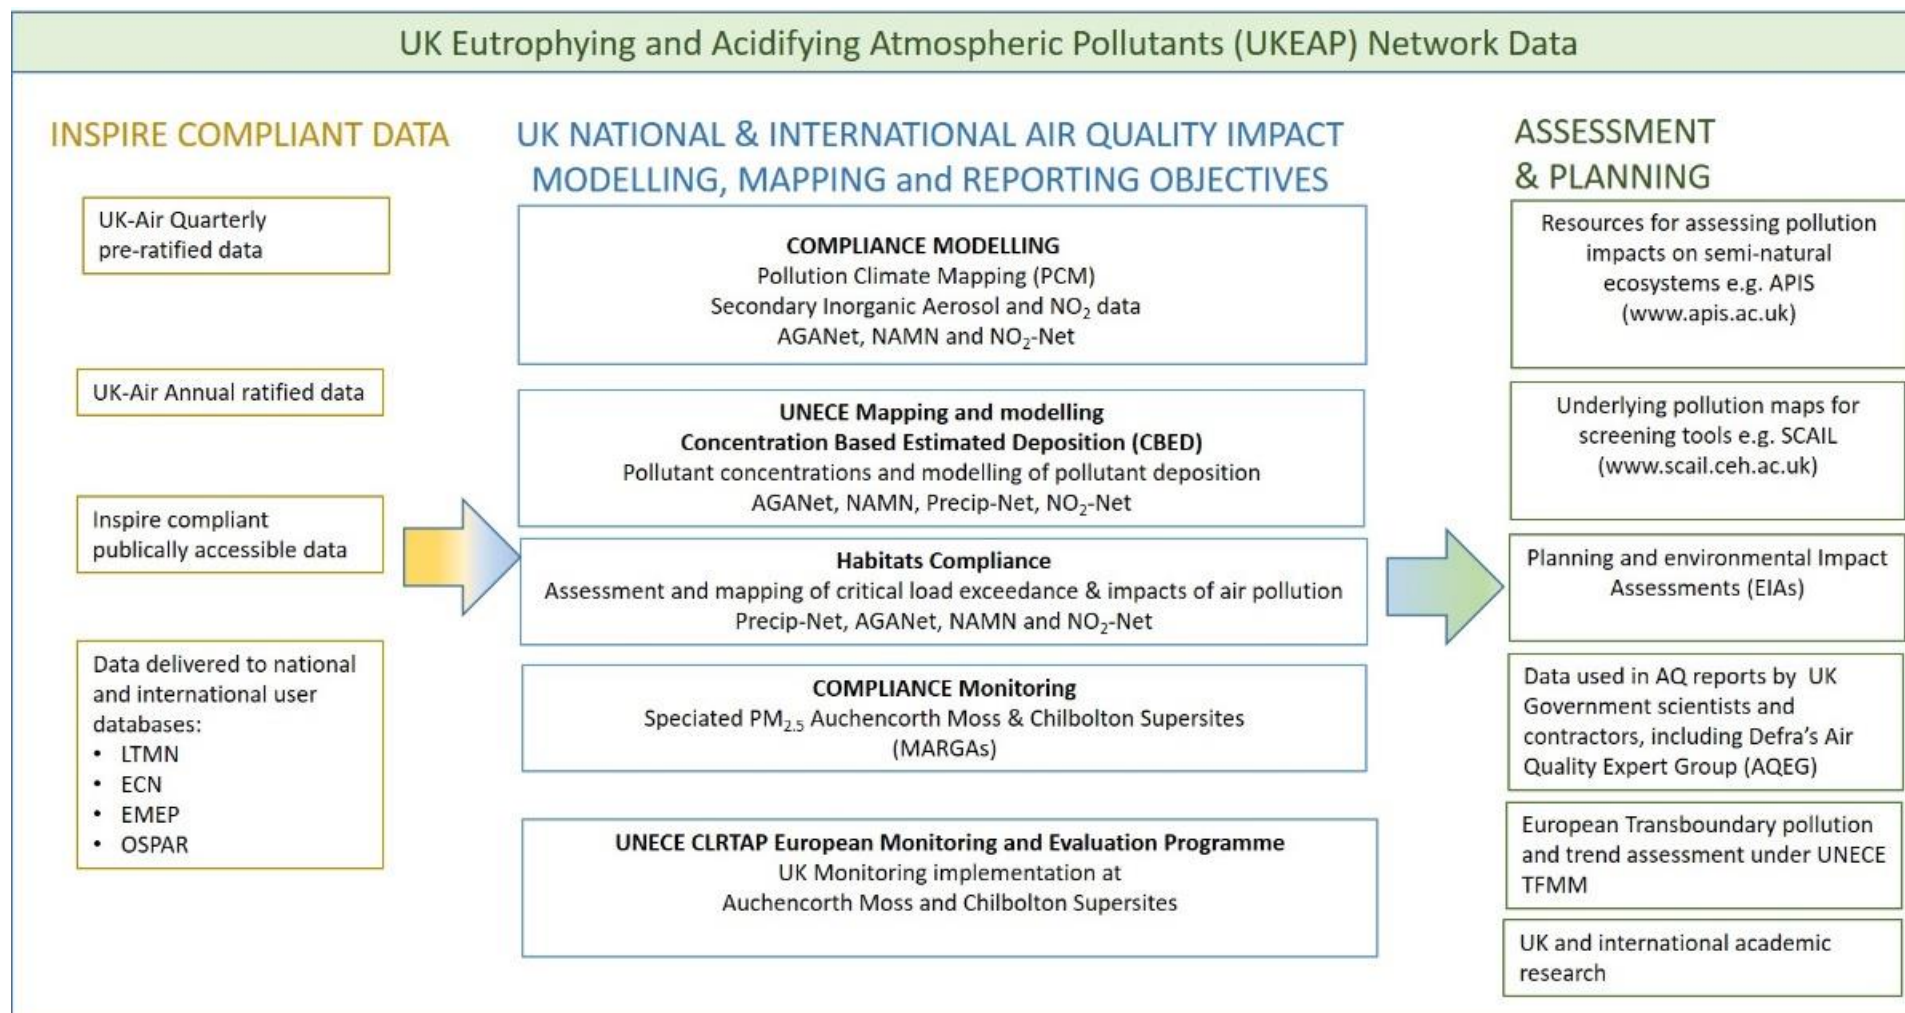 UK Eutrophying and Acidifying Atmospheric Pollutants (UKEAP) Network Data
INSPIRE COMPLIANT DATA
UK-Air Quarterly
pre-ratified data
UK-Air Annual ratified data
Inspire compliant
publically accessible data
Data delivered to national
and international user
databases:
• LTMN
• ECN
• EMEP
• OSPAR
UK NATIONAL & INTERNATIONAL AIR QUALITY IMPACT
MODELLING, MAPPING and REPORTING OBJECTIVES
COMPLIANCE MODELLING
Pollution Climate Mapping (PCM)
Secondary Inorganic Aerosol and NO₂ data
AGANet, NAMN and NO₂-Net
UNECE Mapping and modelling
Concentration Based Estimated Deposition (CBED)
Pollutant concentrations and modelling of pollutant deposition
AGANet, NAMN, Precip-Net, NO₂-Net
Habitats Compliance
Assessment and mapping of critical load exceedance & impacts of air pollution
Precip-Net, AGANet, NAMN and NO₂-Net
COMPLIANCE Monitoring
Speciated PM₂.₅ Auchencorth Moss & Chilbolton Supersites
(MARGAs)
UNECE CLRTAP European Monitoring and Evaluation Programme
UK Monitoring implementation at
Auchencorth Moss and Chilbolton Supersites
ASSESSMENT
& PLANNING
Resources for assessing pollution
impacts on semi-natural
ecosystems e.g. APIS
(www.apis.ac.uk)
Underlying pollution maps for
screening tools e.g. SCAIL
(www.scail.ceh.ac.uk)
Planning and environmental Impact
Assessments (EIAs)
Data used in AQ reports by UK
Government scientists and
contractors, including Defra's Air
Quality Expert Group (AQEG)
European Transboundary pollution
and trend assessment under UNECE
TFMM
UK and international academic
research